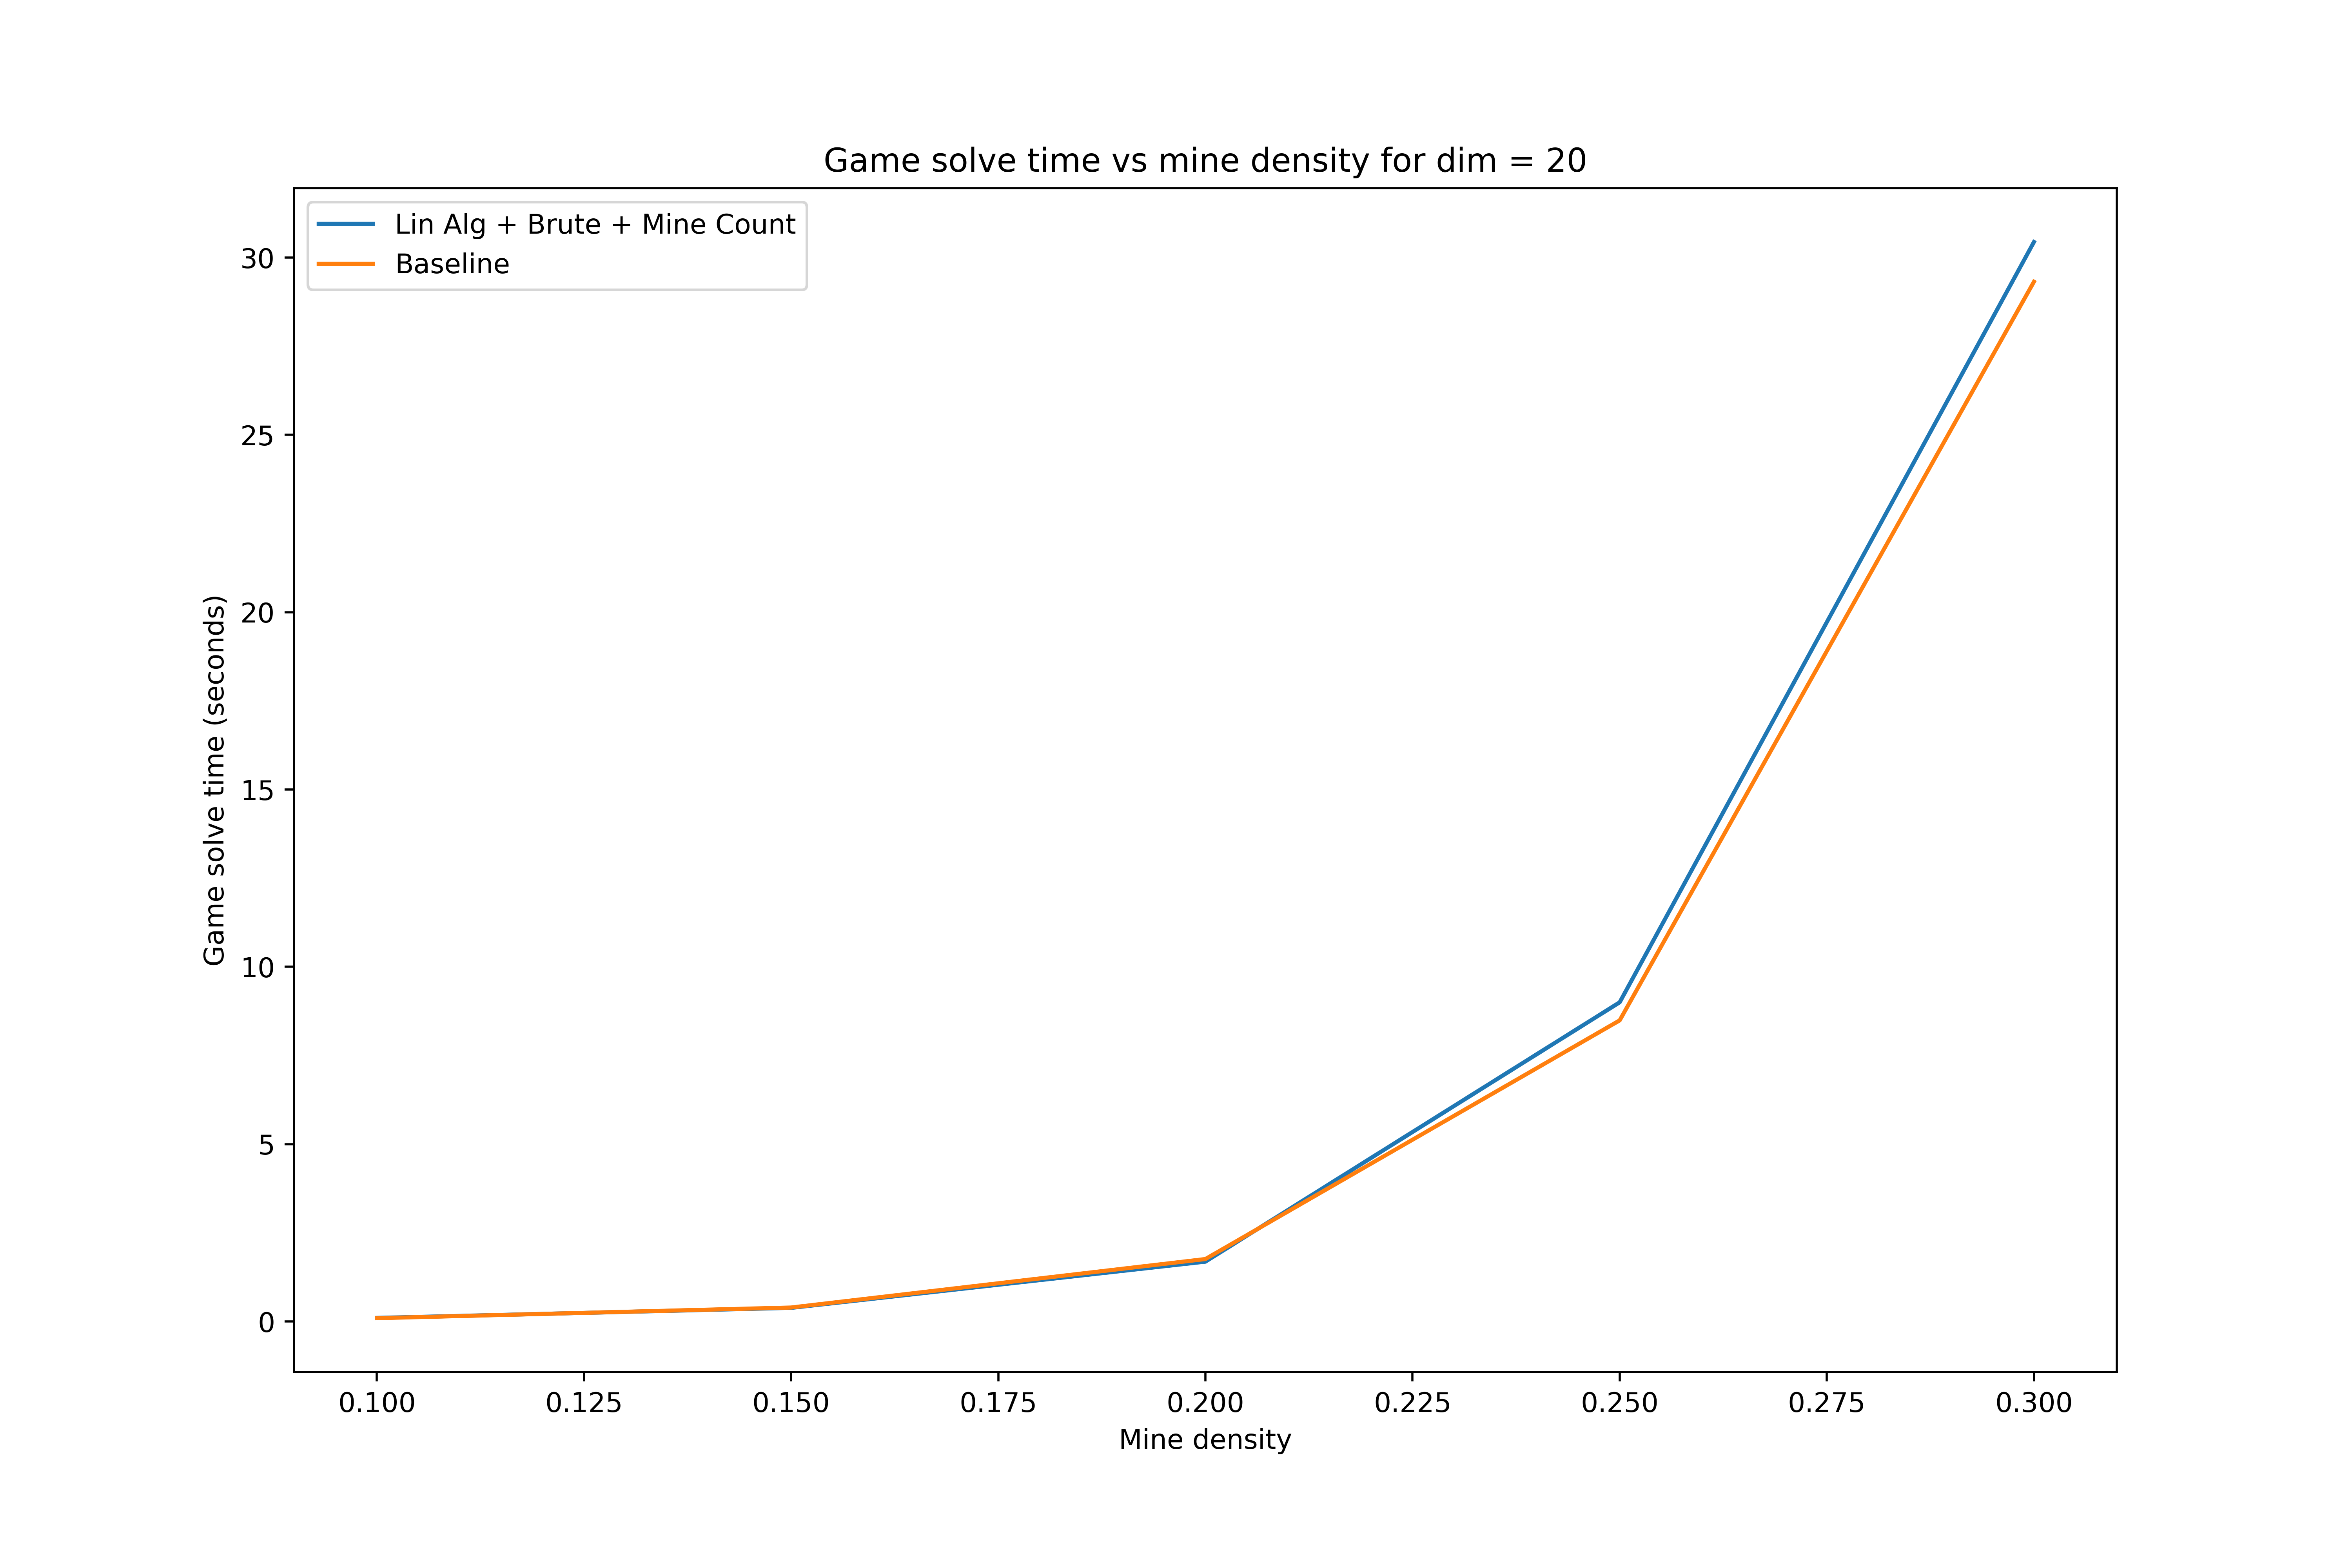 Game solve time vs mine density for dim = 20
Lin Alg + Brute + Mine Count
Baseline
30
25
20
15
10
5
0
Game solve time (seconds)
0.100 0.125 0.150 0.175 0.200 0.225 0.250 0.275 0.300
Mine density